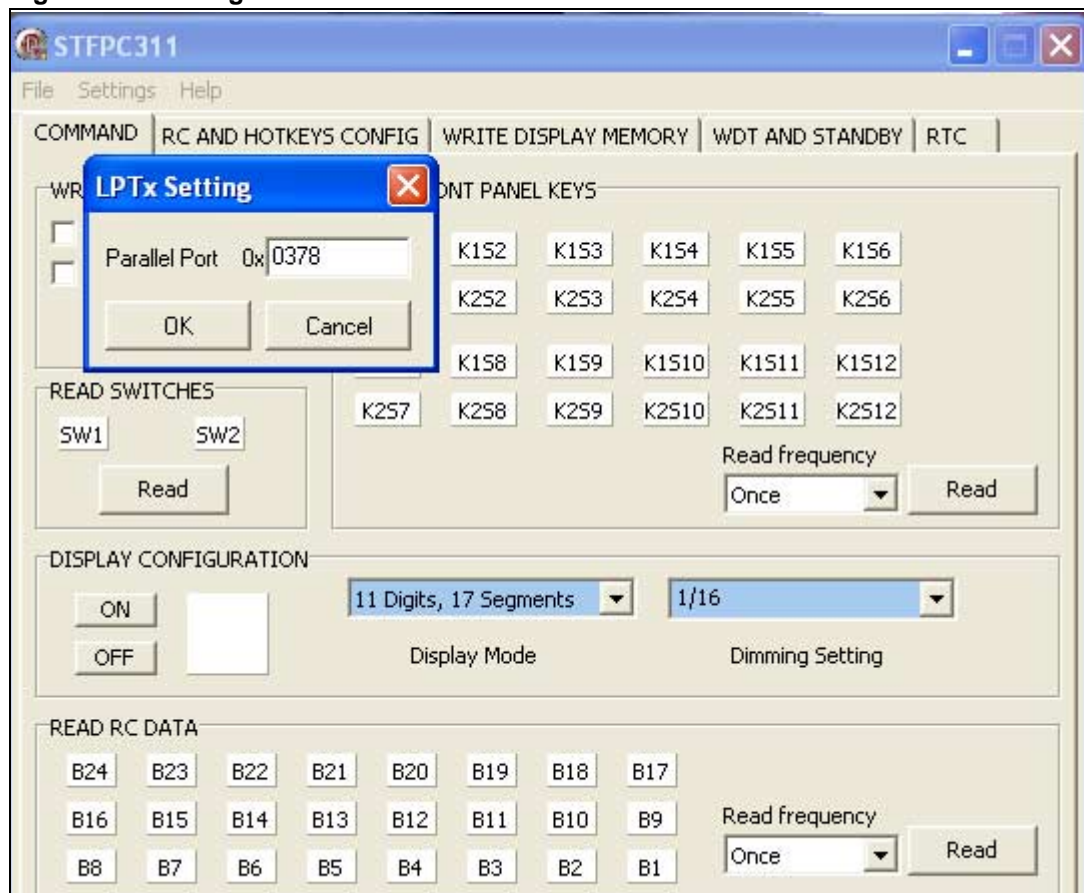 STFPC311
File Settings Help
COMMAND RC AND HOTKEYS CONFIG WRITE DISPLAY MEMORY WDT AND STANDBY RTC
LPTx Setting
PANEL KEYS
Parallel Port 0x 0378
OK Cancel
K1S2 K1S3 K1S4 K1S5 K1S6
K2S2 K2S3 K2S4 K2S5 K2S6
K1S8 K1S9 K1S10 K1S11 K1S12
K2S7 K2S8 K2S9 K2S10 K2S11 K2S12
Read frequency
Once Read
READ SWITCHES
SW1 SW2
Read
DISPLAY CONFIGURATION
ON
OFF
11 Digits, 17 Segments 1/16
Display Mode Dimming Setting
READ RC DATA
B24 B23 B22 B21 B20 B19 B18 B17
B16 B15 B14 B13 B12 B11 B10 B9
B8 B7 B6 B5 B4 B3 B2 B1
Read frequency
Once Read